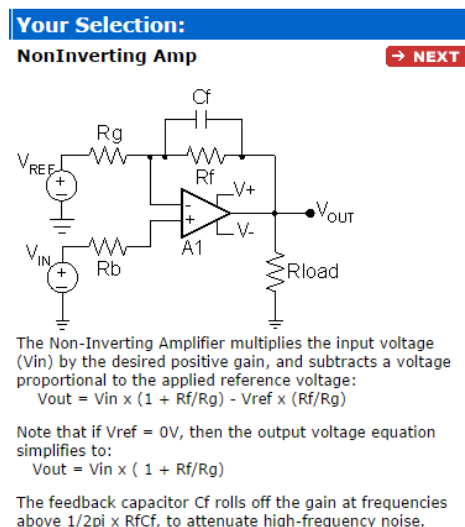 Your Selection:
NonInverting Amp
→ NEXT
Cf
Rg
VREF
Rf
V+
-
+
VOUT
V-
A1
VIN
Rb
Rload
+
+
The Non-Inverting Amplifier multiplies the input voltage
(Vin) by the desired positive gain, and subtracts a voltage
proportional to the applied reference voltage:
Vout = Vin x (1 + Rf/Rg) - Vref x (Rf/Rg)
Note that if Vref = 0V, then the output voltage equation
simplifies to:
Vout = Vin x ( 1 + Rf/Rg)
The feedback capacitor Cf rolls off the gain at frequencies
above 1/2pi x RfCf, to attenuate high-frequency noise.